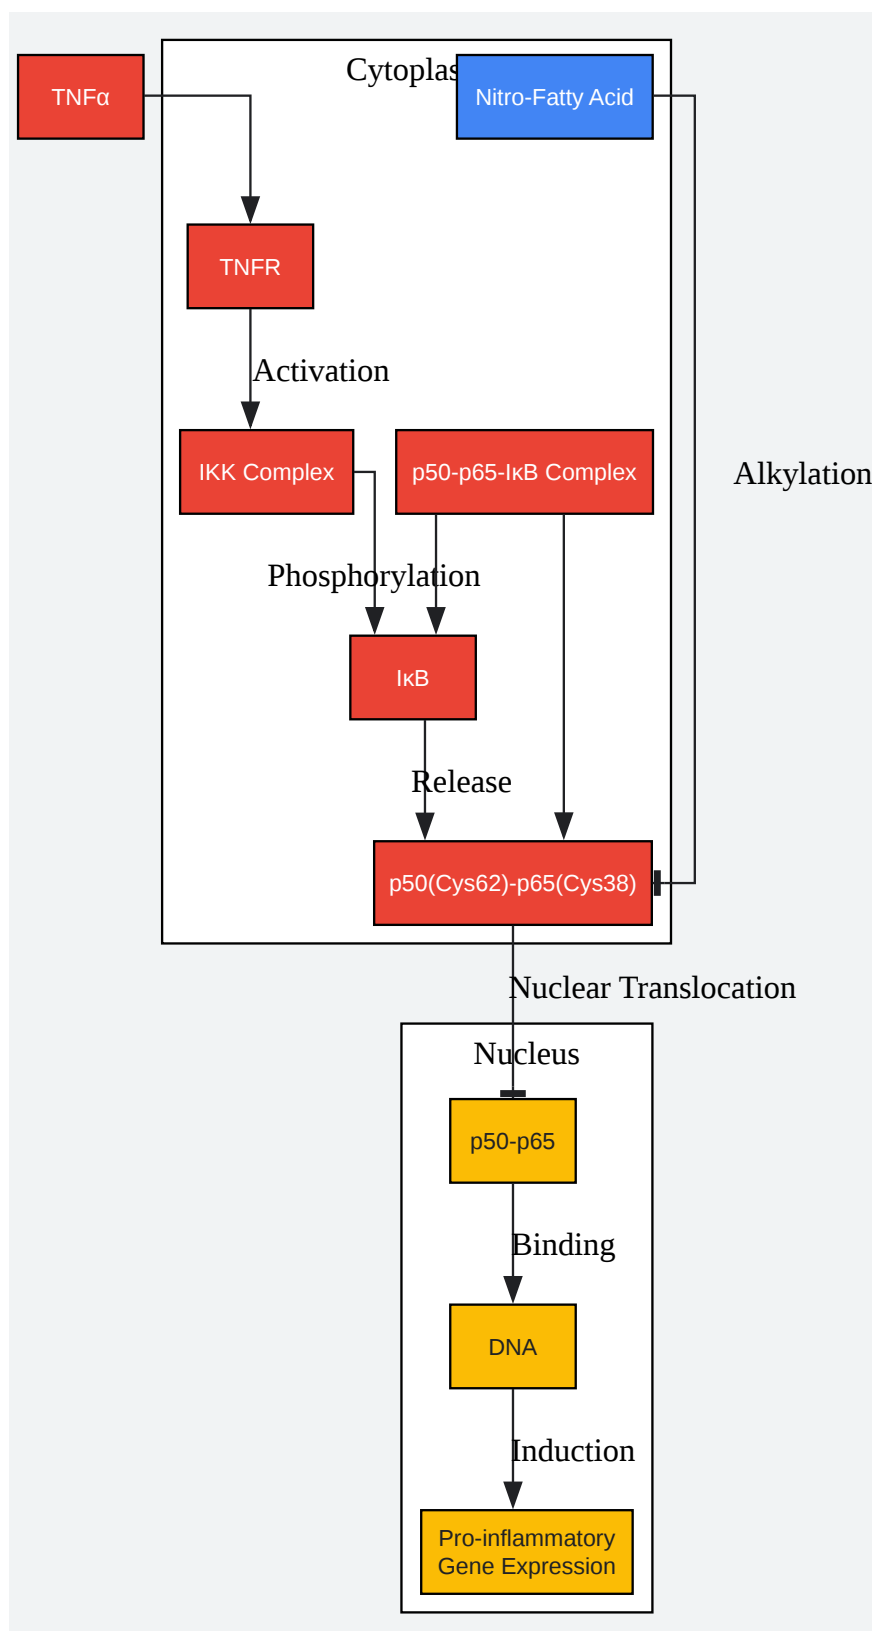 Cytoplas
TNFα
Nitro-Fatty Acid
TNFR
Activation
IKK Complex
p50-p65-IκB Complex
Alkylation
Phosphorylation
IκB
Release
p50(Cys62)-p65(Cys38)
Nuclear Translocation
Nucleus
p50-p65
Binding
DNA
Induction
Pro-inflammatory
Gene Expression